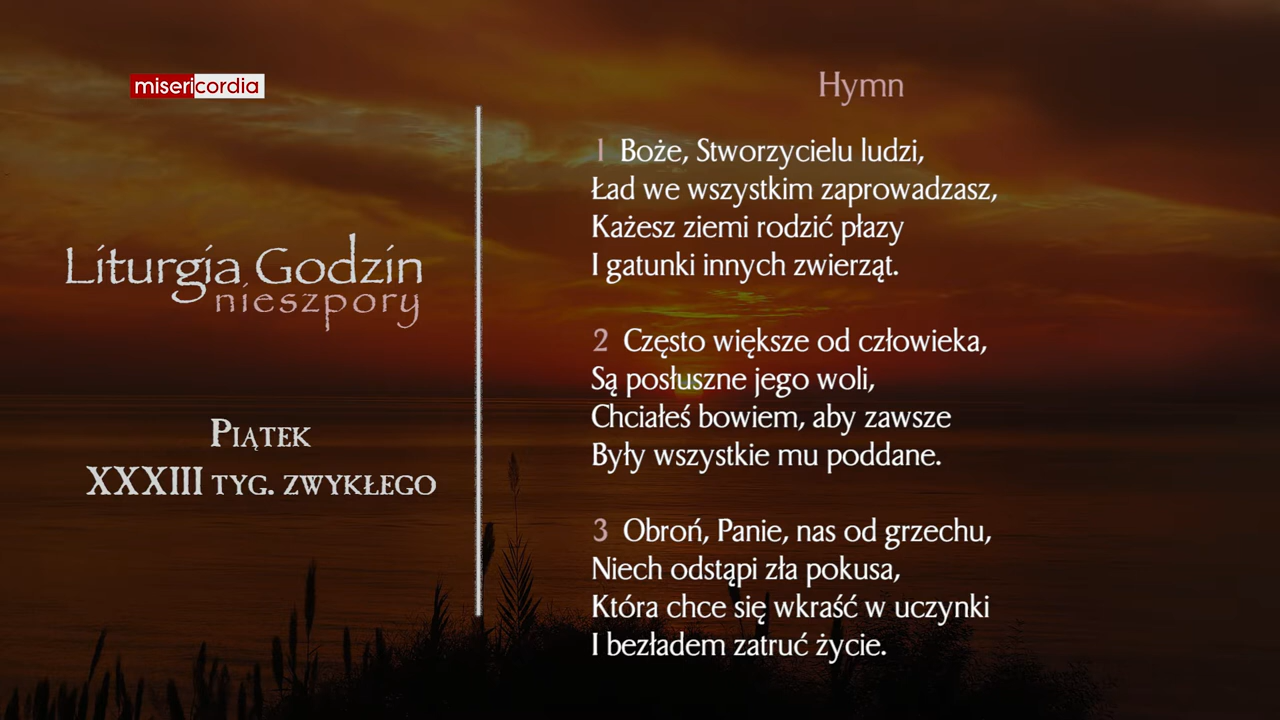 misericordia
Liturgia Godzin
nieszpory
Piątek
XXXIII tyg. zwykłego
Hymn
1 Boże, Stworzycielu ludzi,
Ład we wszystkim zaprowadzasz,
Każesz ziemi rodzić płazy
I gatunki innych zwierząt.
2 Często większe od człowieka,
Są posłuszne jego woli,
Chciałeś bowiem, aby zawsze
Były wszystkie mu poddane.
3 Obroń, Panie, nas od grzechu,
Niech odstąpi zła pokusa,
Która chce się wkraść w uczynki
I bezładem zatruć życie.